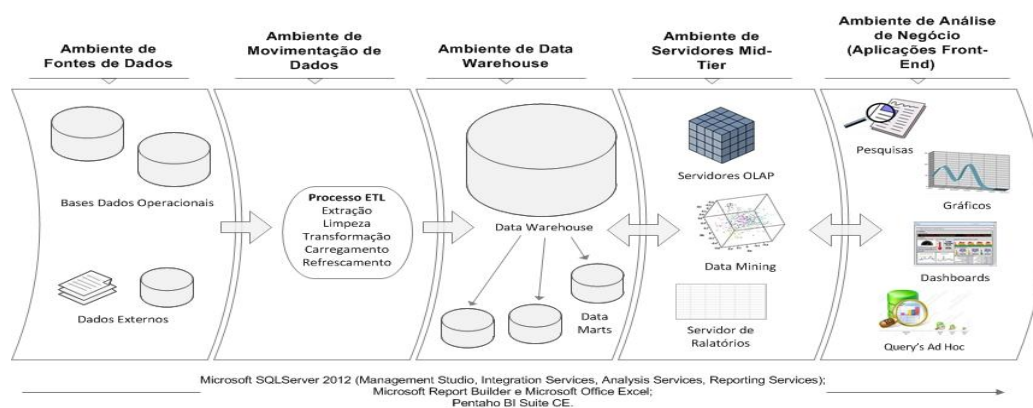 Ambiente de
Fontes de Dados
Ambiente de
Movimentação de
Dados
Ambiente de Data
Warehouse
Ambiente de
Servidores Mid-
Tier
Ambiente de Análise
de Negócio
(Aplicações Front-
End)
Bases Dados Operacionais
Dados Externos
Processo ETL
Extração
Limpeza
Transformação
Carregamento
Refrescamento
Data Warehouse
Data
Marts
Servidores OLAP
Data Mining
Servidor de
Ralatórios
Pesquisas
Gráficos
Dashboards
Query's Ad Hoc
Microsoft SQLServer 2012 (Management Studio, Integration Services, Analysis Services, Reporting Services);
Microsoft Report Builder e Microsoft Office Excel;
Pentaho BI Suite CE.